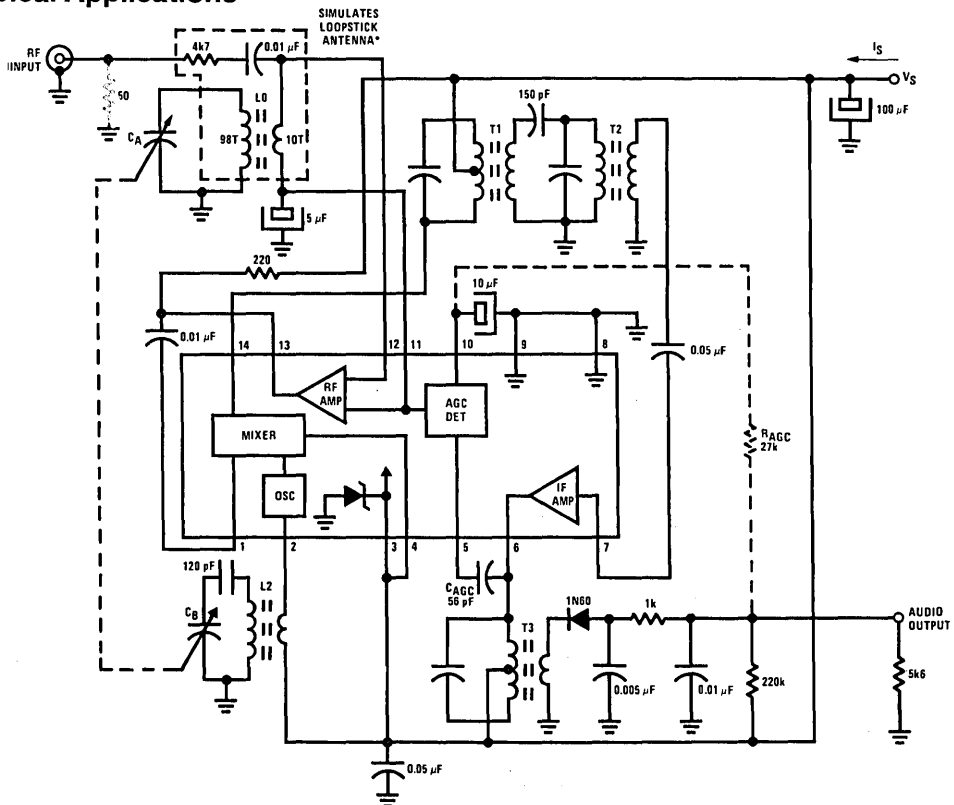 SIMULATES
LOOPSTICK
ANTENNA*
RF
INPUT
4k7
0.01 μF
50
L0
98T
10T
CA
5 μF
IS
VS
100 μF
150 pF
T1
T2
220
10 μF
0.01 μF
0.05 μF
14
13
12
11
10
9
8
RF
AMP
AGC
DET
MIXER
OSC
IF
AMP
RAGC
27k
1
2
3
4
5
6
7
120 pF
CB
L2
CAGC
56 pF
T3
1N60
1k
AUDIO
OUTPUT
0.005 μF
0.01 μF
220k
5k6
0.05 μF